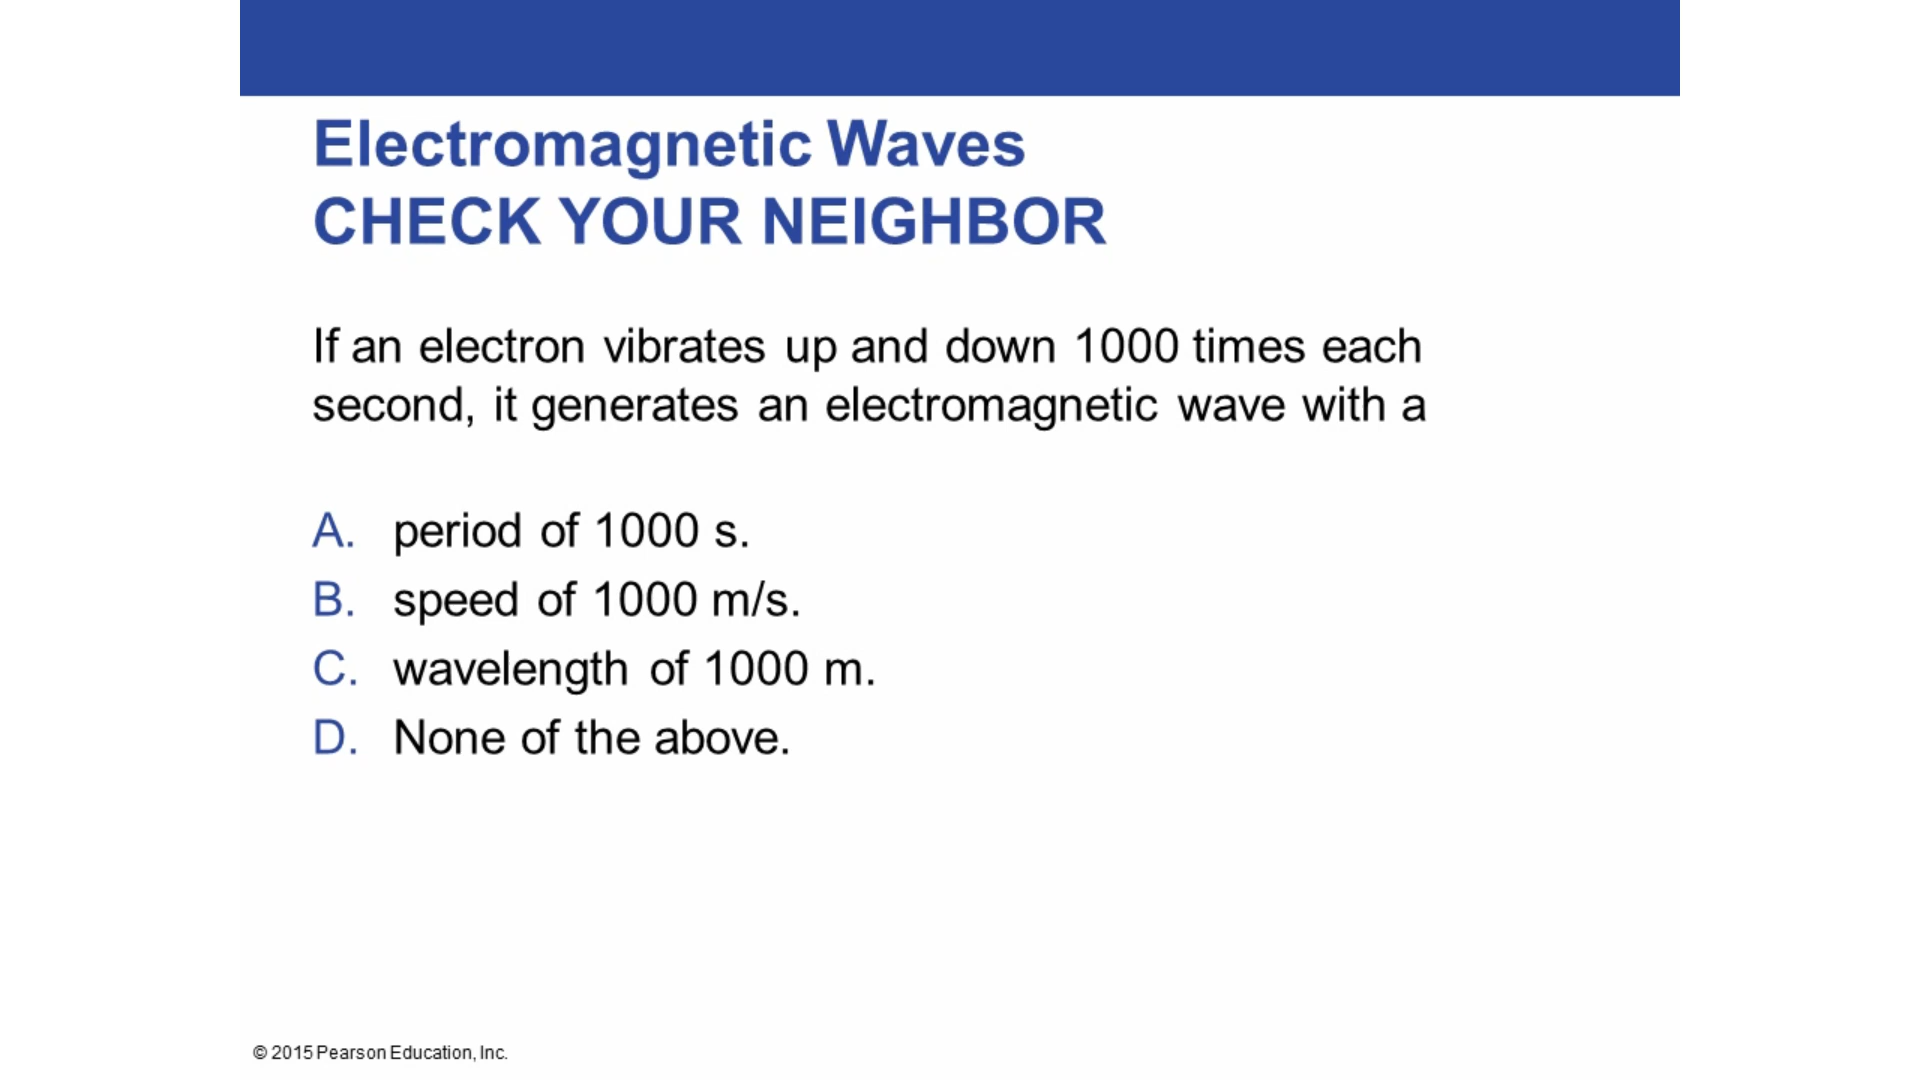 Electromagnetic Waves
CHECK YOUR NEIGHBOR
If an electron vibrates up and down 1000 times each
second, it generates an electromagnetic wave with a
A. period of 1000 s.
B. speed of 1000 m/s.
C. wavelength of 1000 m.
D. None of the above.
© 2015 Pearson Education, Inc.